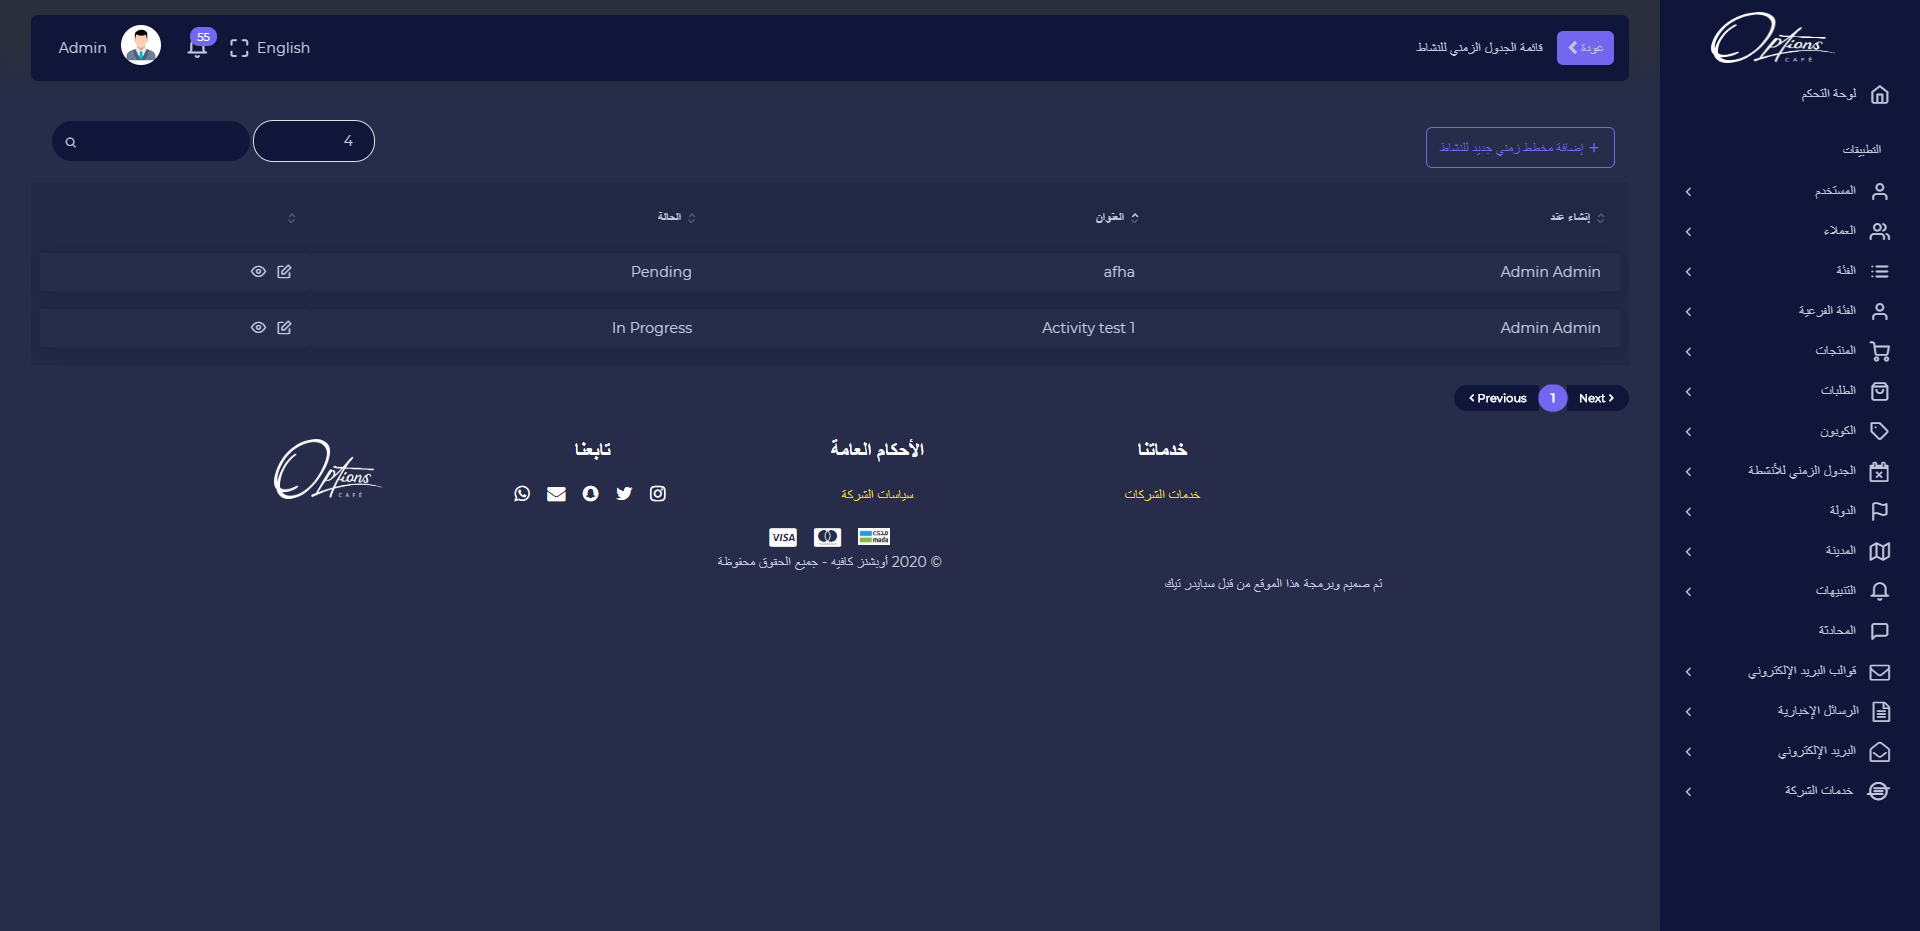 Options
CAFÉ
لوحة التحكم
التطبيقات
المستخدم
العملاء
الفئة
الفئة الفرعية
المنتجات
الطلبات
الكوبون
الجدول الزمني للأنشطة
الدولة
المدينة
التنبيهات
المحادثة
قوالب البريد الإلكتروني
الرسائل الإخبارية
البريد الإلكتروني
خدمات الشركة
عودة
قائمة الجدول الزمني للنشاط
English
55
Admin
+ إضافة مخطط زمني جديد للنشاط
4
إنشاء عقد العنوان الحالة
Admin Admin afha Pending
Admin Admin Activity test 1 In Progress
Previous 1 Next
خدماتنا
خدمات الشركات
الأحكام العامة
سياسات الشركة
تابعنا
Options
CAFÉ
VISA
مدى
mada
© 2020 أوبشنز كافيه - جميع الحقوق محفوظة
تم صميم وبرمجة هذا الموقع من قبل سبايدر تيك